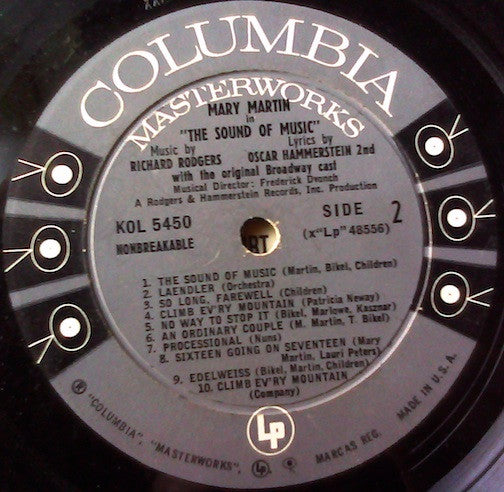 COLUMBIA
MASTERWORKS
MARY MARTIN
in
"THE SOUND OF MUSIC"
Music by
RICHARD RODGERS
Lyrics by
OSCAR HAMMERSTEIN 2nd
with the original Broadway cast
Musical Director: Frederick Dvonch
A Rodgers & Hammerstein Records, Inc. Production
KOL 5450
NONBREAKABLE
SIDE 2
(x"Lp" 48556)
RT
1. THE SOUND OF MUSIC (Martin, Bikel, Children)
2. LAENDLER (Orchestra)
3. SO LONG, FAREWELL (Children)
4. CLIMB EV'RY MOUNTAIN (Patricia Neway)
5. NO WAY TO STOP IT (Bikel, Marlowe, Kasznar)
6. AN ORDINARY COUPLE (M. Martin, T. Bikel)
7. PROCESSIONAL (Nuns)
8. SIXTEEN GOING ON SEVENTEEN (Mary
Martin, Lauri Peters)
9. EDELWEISS (Bikel, Martin, Children)
10. CLIMB EV'RY MOUNTAIN
(Company)
Lp
® "COLUMBIA", "MASTERWORKS", Lp MARCAS REG. MADE IN U.S.A.